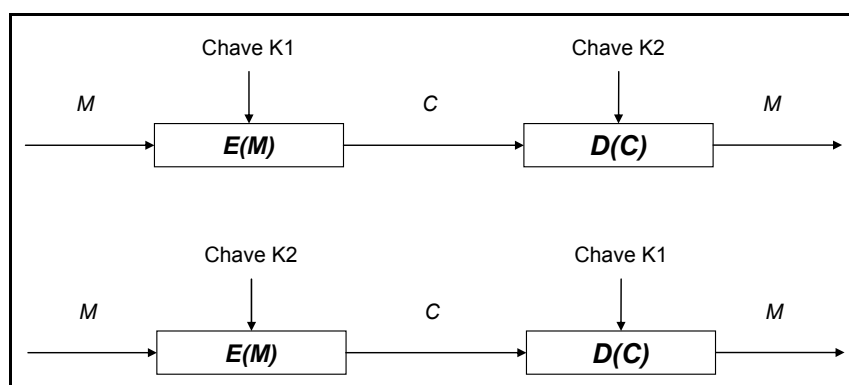 Chave K1 Chave K2
M C M
E(M) D(C)
Chave K2 Chave K1
M C M
E(M) D(C)